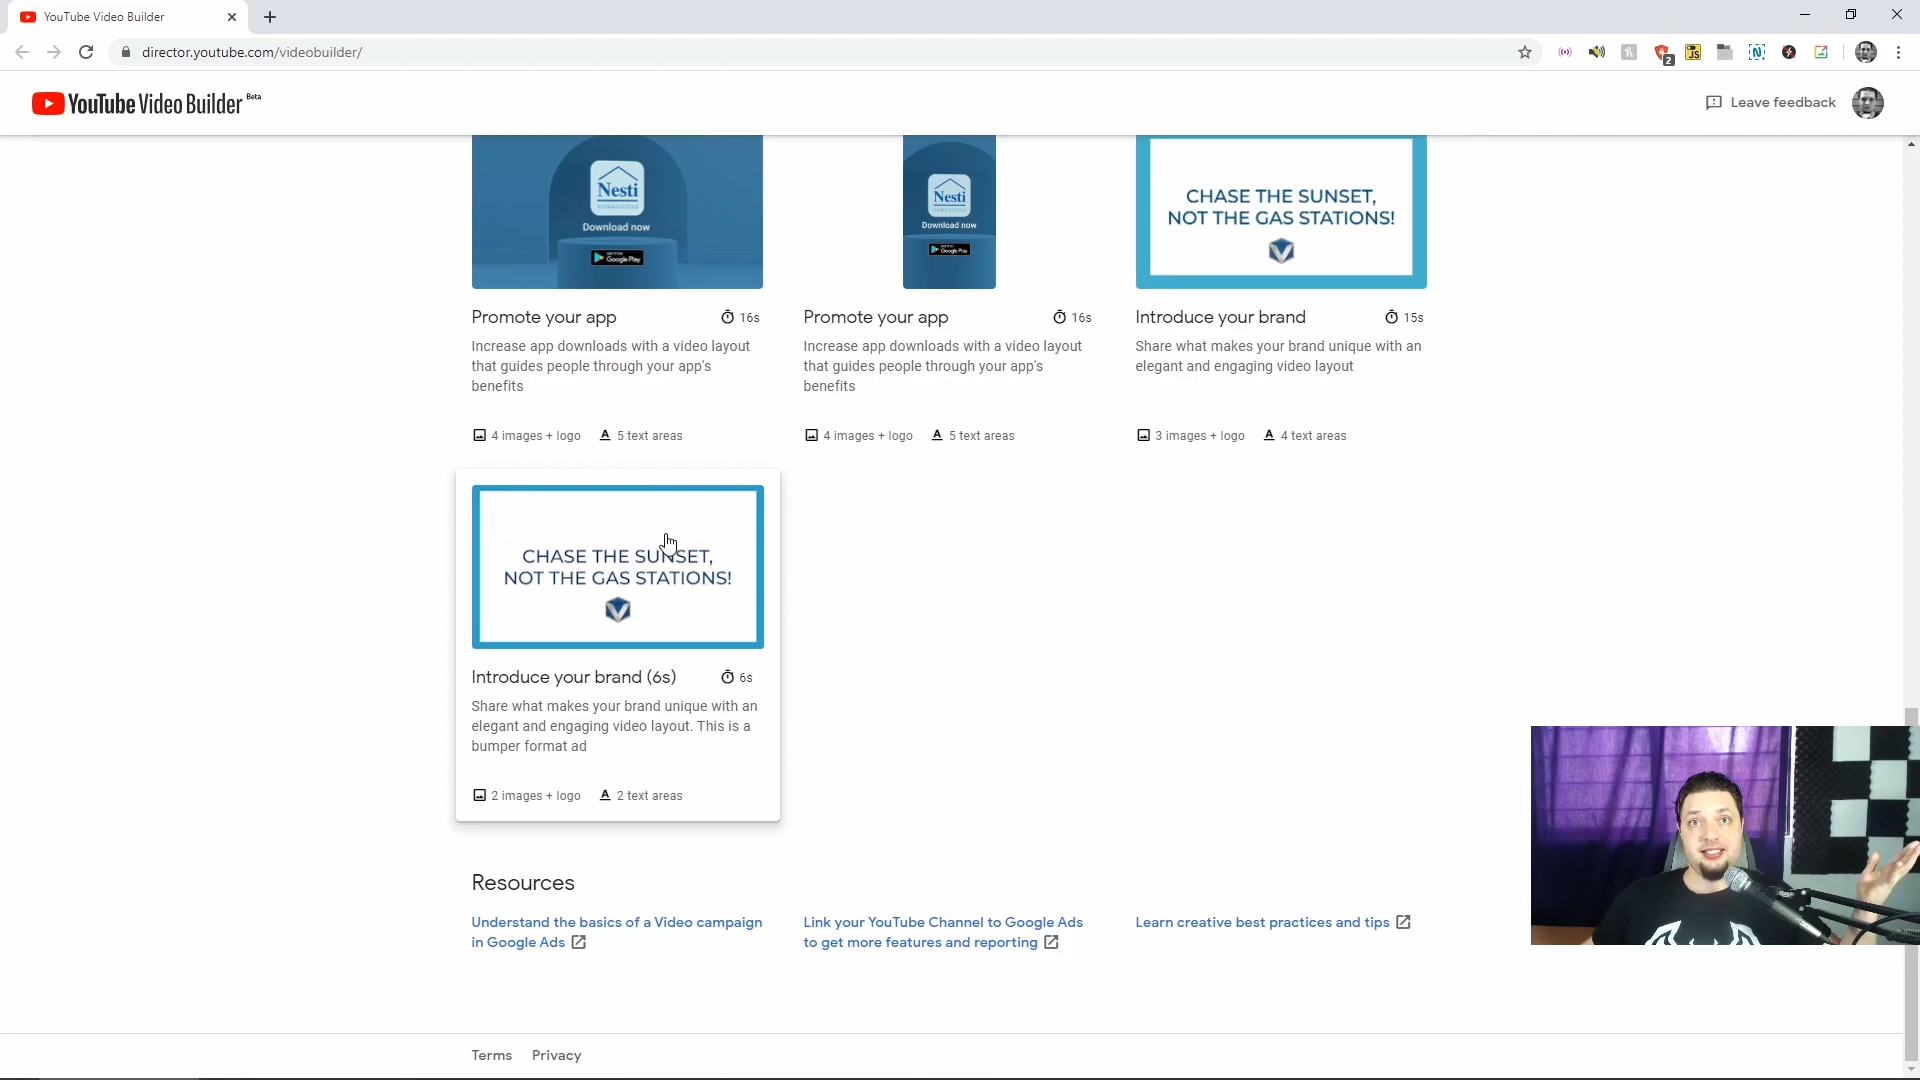 YouTube Video Builder
director.youtube.com/videobuilder/
2
JS
N
YouTube Video Builder Beta
Leave feedback
Nesti
Download now
Google Play
Nesti
Download now
Google Play
CHASE THE SUNSET,
NOT THE GAS STATIONS!
Promote your app
16s
Promote your app
16s
Introduce your brand
15s
Increase app downloads with a video layout
that guides people through your app's
benefits
Increase app downloads with a video layout
that guides people through your app's
benefits
Share what makes your brand unique with an
elegant and engaging video layout
4 images + logo
A 5 text areas
4 images + logo
A 5 text areas
3 images + logo
A 4 text areas
CHASE THE SUNSET,
NOT THE GAS STATIONS!
Introduce your brand (6s)
6s
Share what makes your brand unique with an
elegant and engaging video layout. This is a
bumper format ad
2 images + logo
A 2 text areas
Resources
Understand the basics of a Video campaign
in Google Ads
Link your YouTube Channel to Google Ads
to get more features and reporting
Learn creative best practices and tips
Terms
Privacy